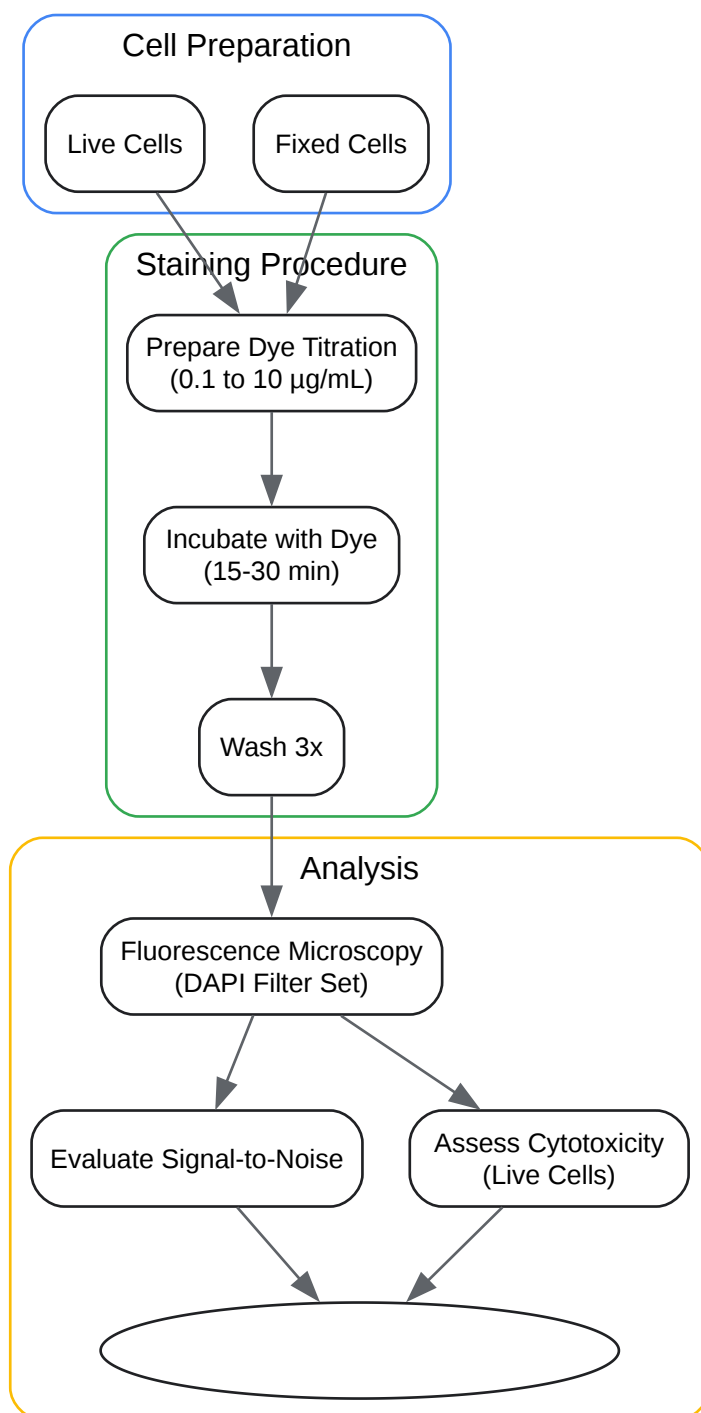 Cell Preparation
Live Cells
Fixed Cells
Staining Procedure
Prepare Dye Titration
(0.1 to 10 µg/mL)
Incubate with Dye
(15-30 min)
Wash 3x
Analysis
Fluorescence Microscopy
(DAPI Filter Set)
Evaluate Signal-to-Noise
Assess Cytotoxicity
(Live Cells)